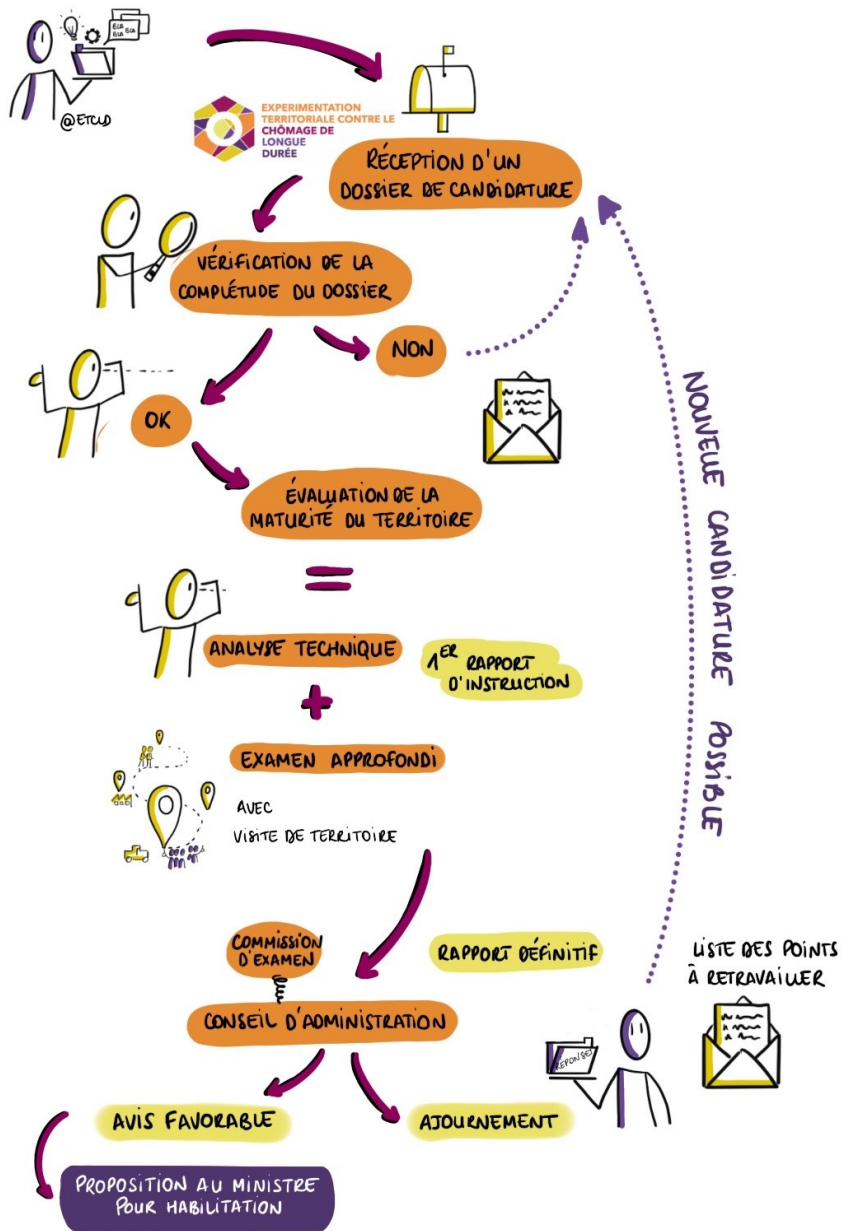 BLA
BLA BLA
@ETCLD
EXPERIMENTATION
TERRITORIALE CONTRE LE
CHÔMAGE DE
LONGUE
DURÉE
RÉCEPTION D'UN
DOSSIER DE CANDIDATURE
VÉRIFICATION DE LA
COMPLÉTUDE DU DOSSIER
NON
OK
ÉVALUATION DE LA
MATURITÉ DU TERRITOIRE
=
ANALYSE TECHNIQUE
1ER RAPPORT
D'INSTRUCTION
+
EXAMEN APPROFONDI
AVEC
VISITE DE TERRITOIRE
NOUVELLE CANDIDATURE POSSIBLE
COMMISSION
D'EXAMEN
RAPPORT DÉFINITIF
LISTE DES POINTS
À RETRAVAILLER
CONSEIL D'ADMINISTRATION
RÉPONSES
AVIS FAVORABLE
AJOURNEMENT
PROPOSITION AU MINISTRE
POUR HABILITATION